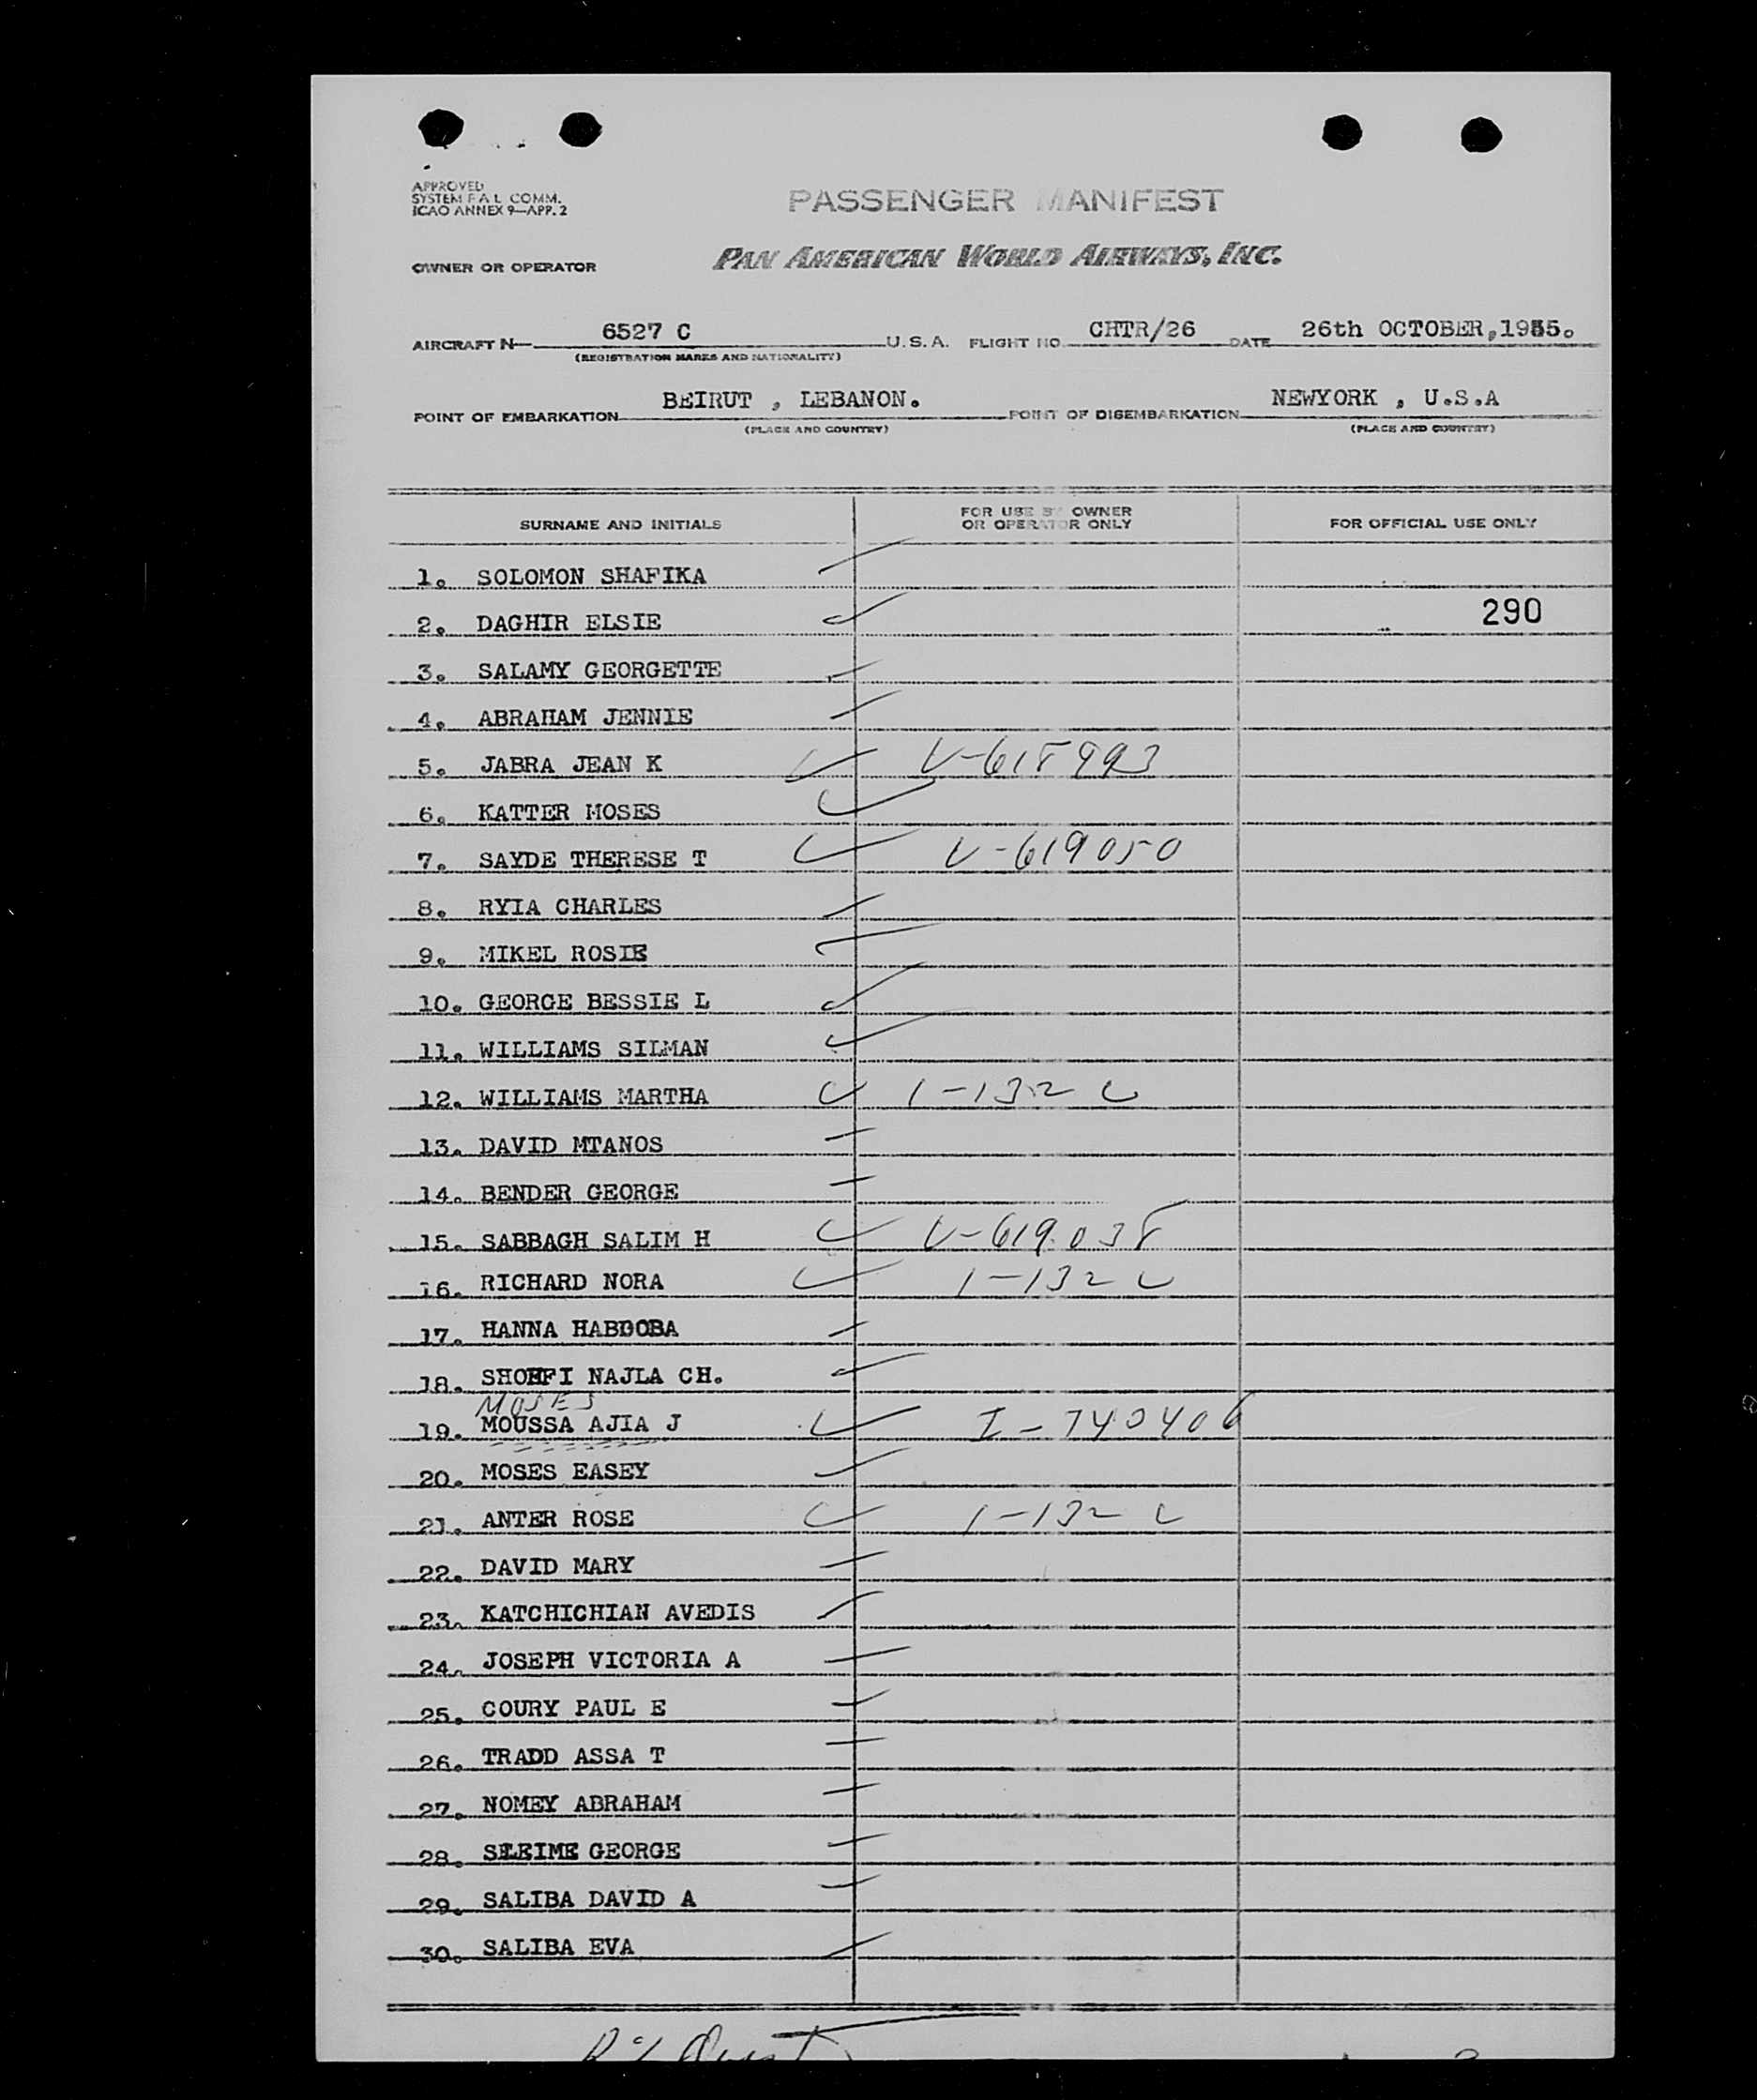 APPROVED
SYSTEM F A L COMM.
ICAO ANNEX 9—APP. 2
PASSENGER MANIFEST
OWNER OR OPERATOR
PAN AMERICAN WORLD AIRWAYS, INC.
AIRCRAFT N— 6527 C U.S.A. FLIGHT NO. CHTR/26 DATE 26th OCTOBER,1955.
(REGISTRATION MARKS AND NATIONALITY)
POINT OF EMBARKATION BEIRUT , LEBANON. POINT OF DISEMBARKATION NEWYORK , U.S.A
(PLACE AND COUNTRY) (PLACE AND COUNTRY)
SURNAME AND INITIALS FOR USE BY OWNER OR OPERATOR ONLY FOR OFFICIAL USE ONLY
1. SOLOMON SHAFIKA
2. DAGHIR ELSIE 290
3. SALAMY GEORGETTE
4. ABRAHAM JENNIE
5. JABRA JEAN K V-618993
6. KATTER MOSES
7. SAYDE THERESE T V-619050
8. RYIA CHARLES
9. MIKEL ROSIE
10. GEORGE BESSIE L
11. WILLIAMS SILMAN
12. WILLIAMS MARTHA 1-132 C
13. DAVID MTANOS
14. BENDER GEORGE
15. SABBAGH SALIM H V-619038
16. RICHARD NORA 1-132 C
17. HANNA HABDOBA
18. SHOHFI NAJLA CH.
MOSES
19. MOUSSA AJIA J I-740406
20. MOSES EASEY
21. ANTER ROSE 1-132 C
22. DAVID MARY
23. KATCHICHIAN AVEDIS
24. JOSEPH VICTORIA A
25. COURY PAUL E
26. TRADD ASSA T
27. NOMEY ABRAHAM
28. SLEIME GEORGE
29. SALIBA DAVID A
30. SALIBA EVA